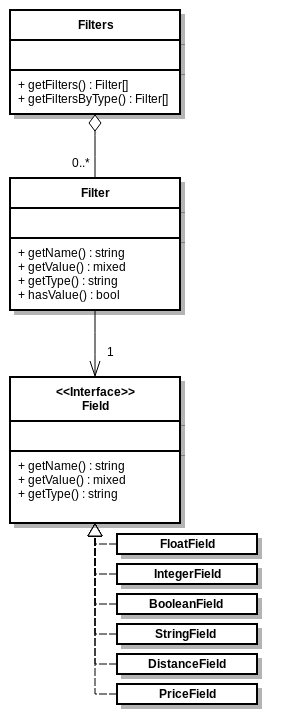 Filters
+ getFilters() : Filter[]
+ getFiltersByType() : Filter[]
0..*
Filter
+ getName() : string
+ getValue() : mixed
+ getType() : string
+ hasValue() : bool
1
<<Interface>>
Field
+ getName() : string
+ getValue() : mixed
+ getType() : string
FloatField
IntegerField
BooleanField
StringField
DistanceField
PriceField